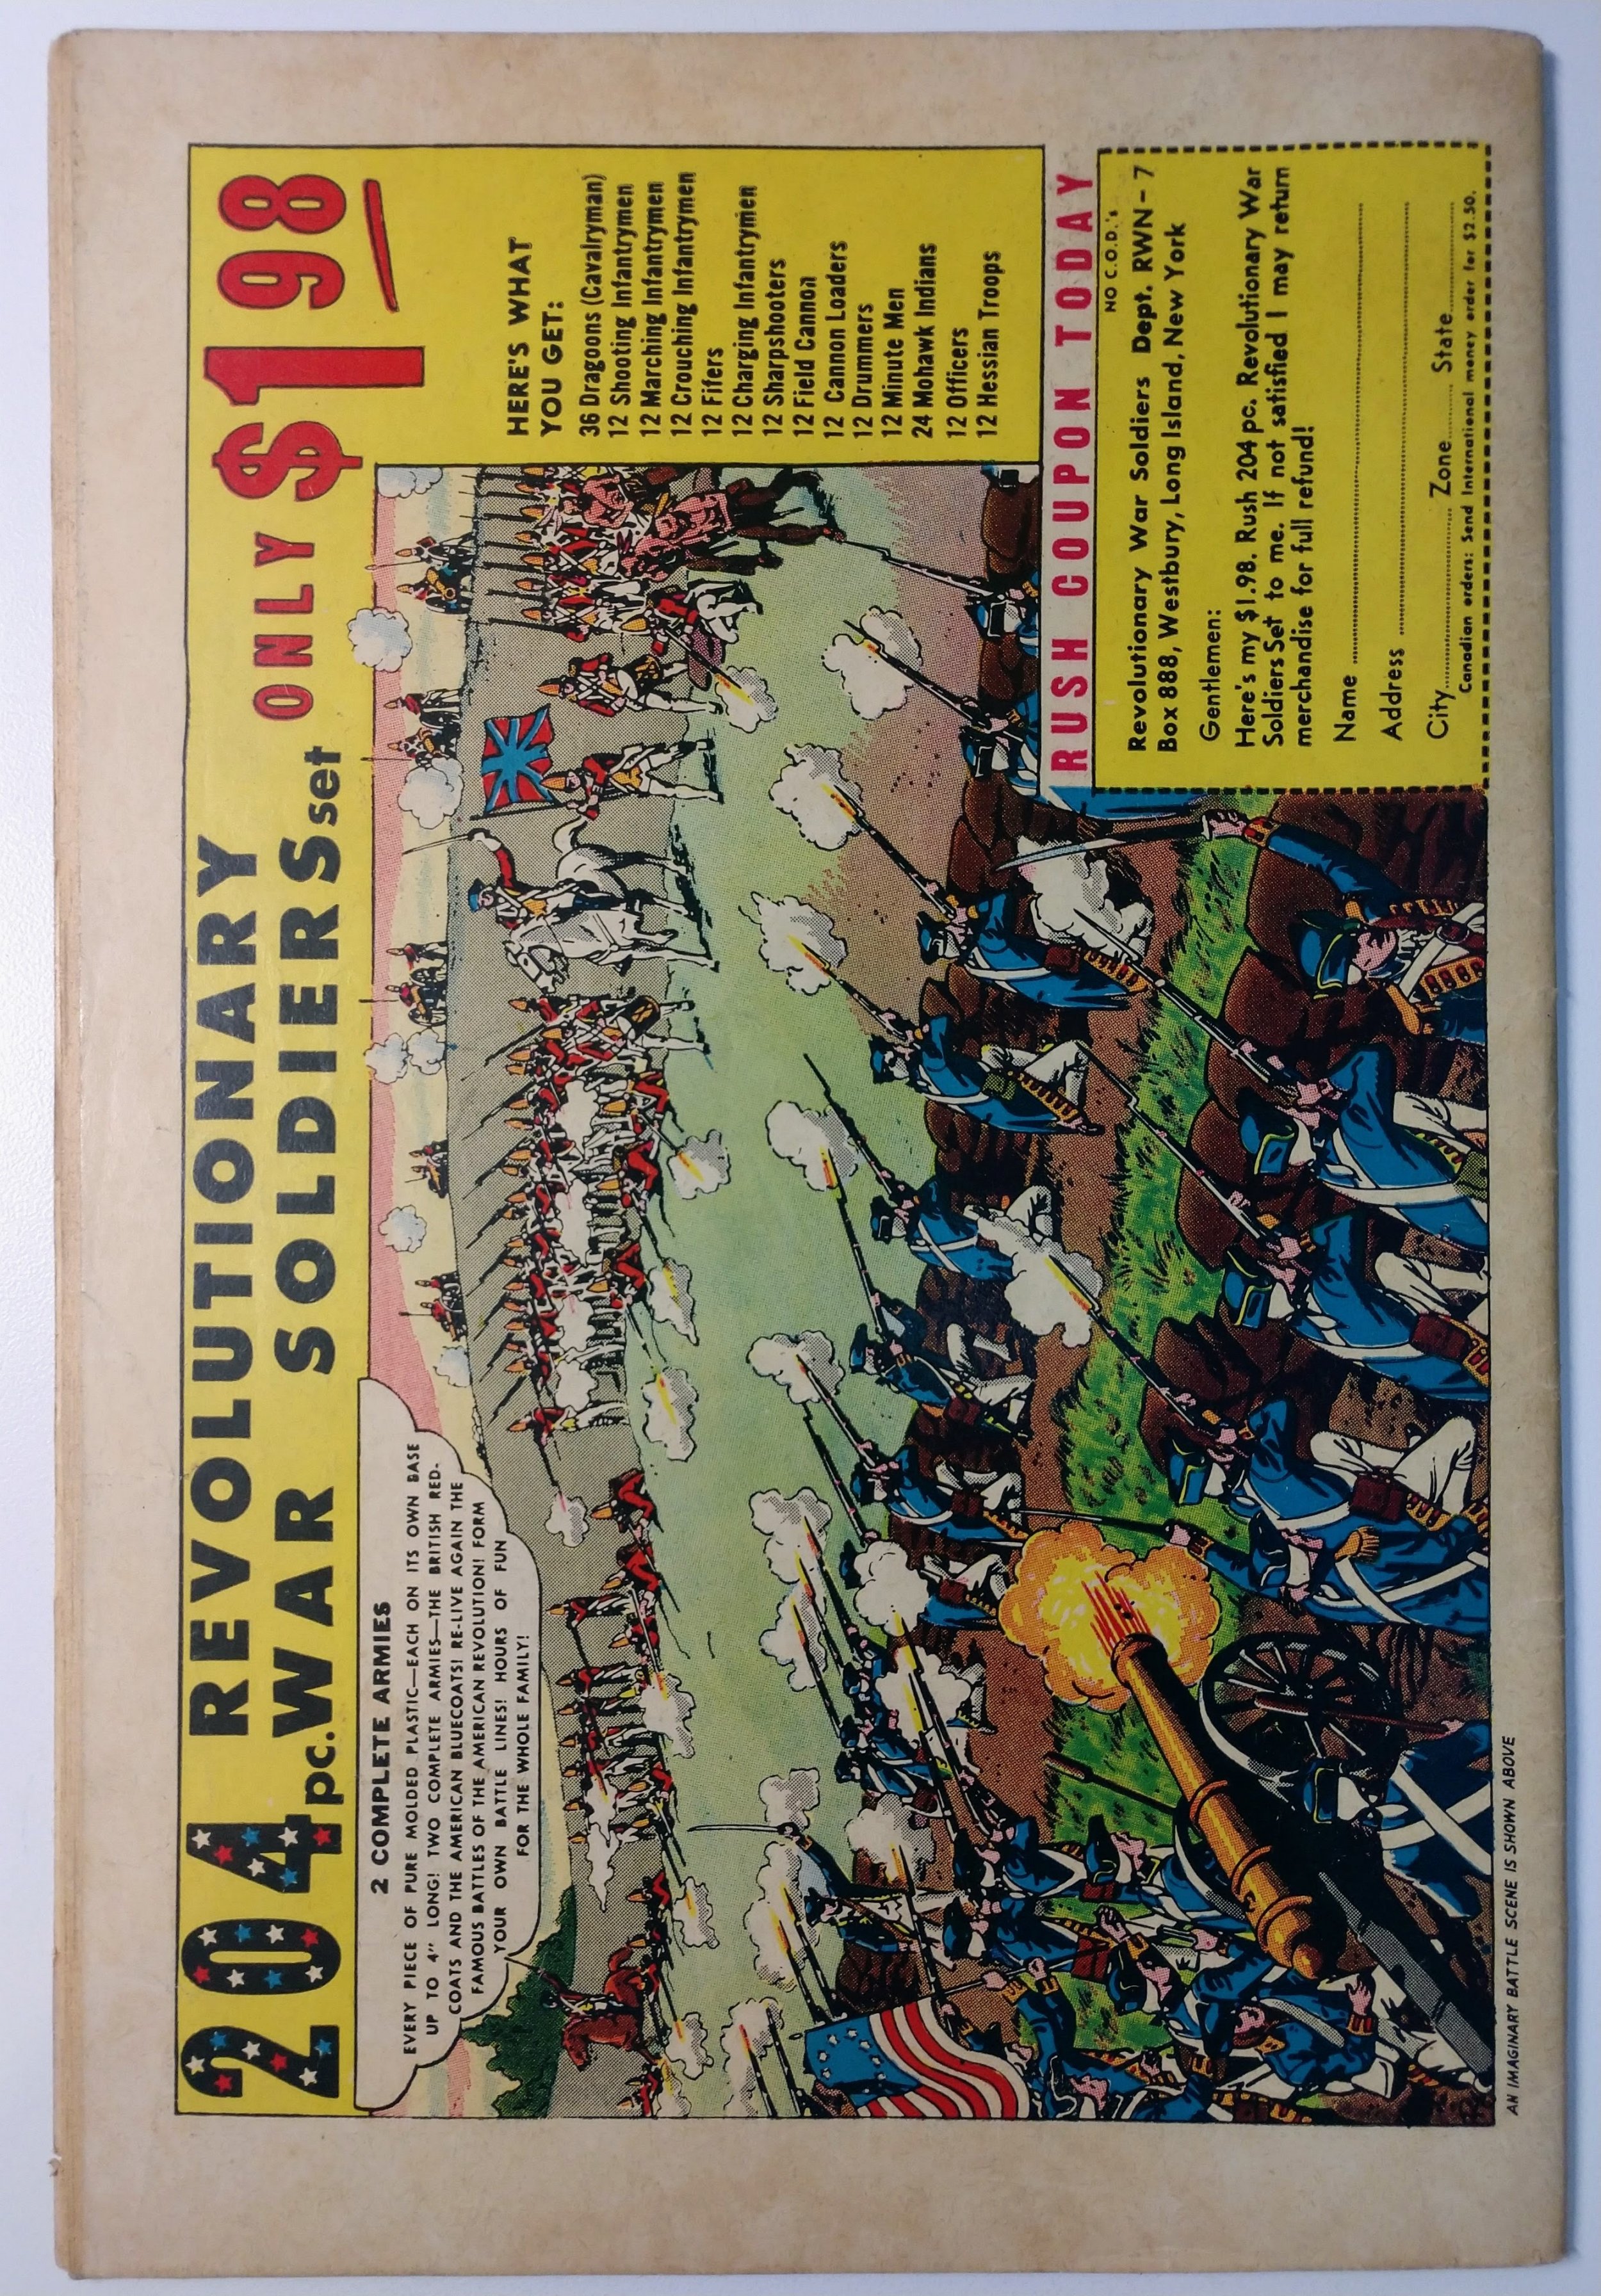 204 pc. REVOLUTIONARY
WAR SOLDIERS set ONLY $1 98
2 COMPLETE ARMIES
EVERY PIECE OF PURE MOLDED PLASTIC—EACH ON ITS OWN BASE
UP TO 4" LONG! TWO COMPLETE ARMIES—THE BRITISH RED-
COATS AND THE AMERICAN BLUECOATS! RE-LIVE AGAIN THE
FAMOUS BATTLES OF THE AMERICAN REVOLUTION! FORM
YOUR OWN BATTLE LINES! HOURS OF FUN
FOR THE WHOLE FAMILY!
HERE'S WHAT
YOU GET:
36 Dragoons (Cavalryman)
12 Shooting Infantrymen
12 Marching Infantrymen
12 Crouching Infantrymen
12 Fifers
12 Charging Infantrymen
12 Sharpshooters
12 Field Cannon
12 Cannon Loaders
12 Drummers
12 Minute Men
24 Mohawk Indians
12 Officers
12 Hessian Troops
RUSH COUPON TODAY
NO C.O.D.'s
Revolutionary War Soldiers Dept. RWN-7
Box 888, Westbury, Long Island, New York
Gentlemen:
Here's my $1.98. Rush 204 pc. Revolutionary War
Soldiers Set to me. If not satisfied I may return
merchandise for full refund!
Name
Address
City Zone State
Canadian orders: Send International money order for $2.50.
AN IMAGINARY BATTLE SCENE IS SHOWN ABOVE